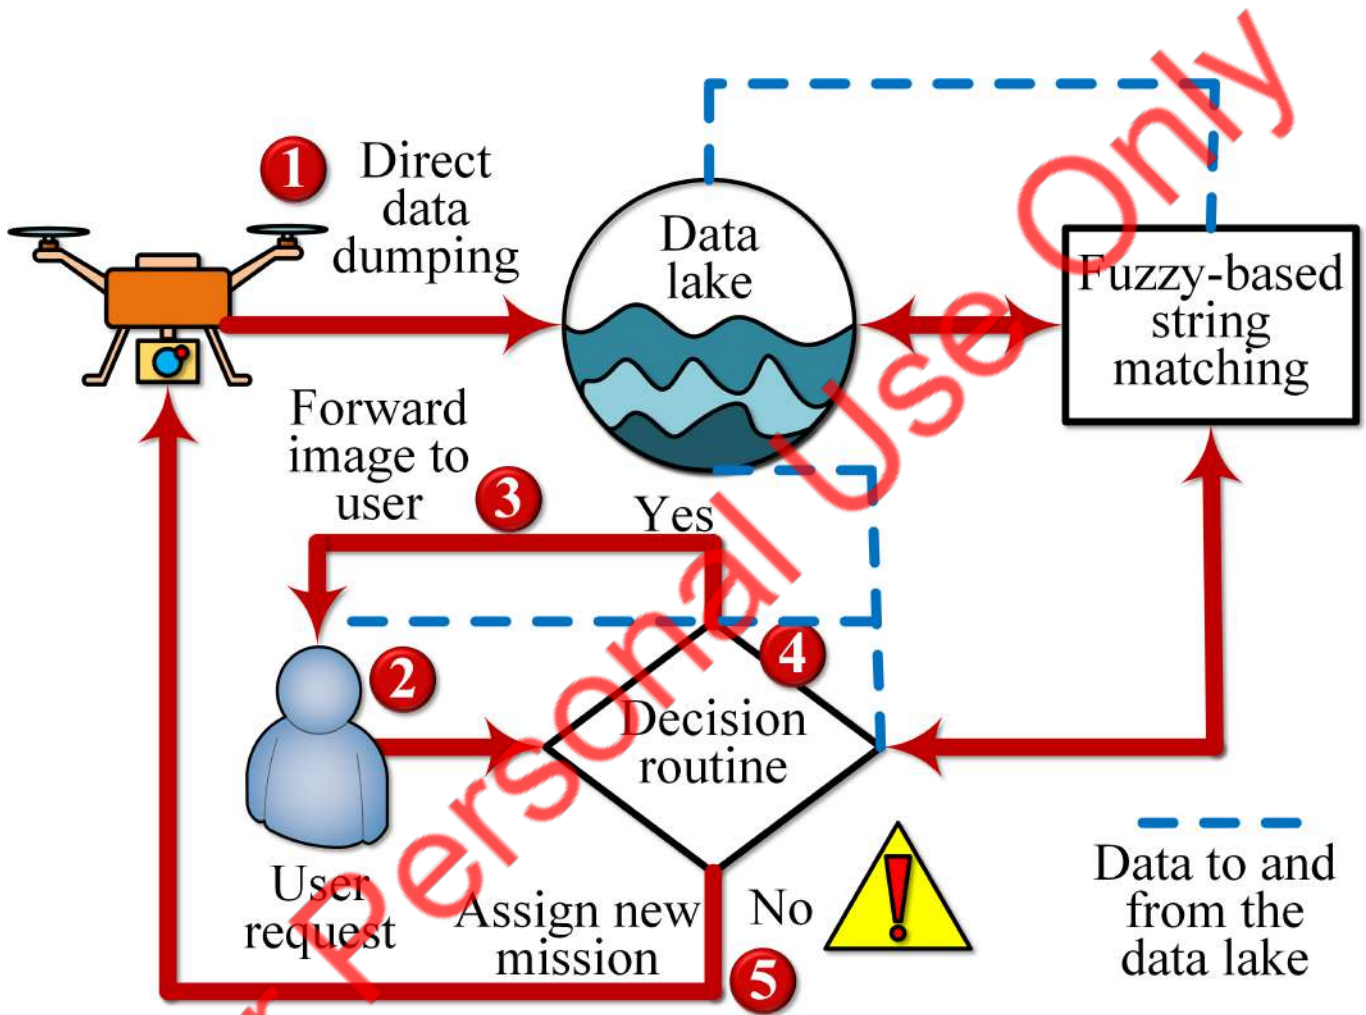 1
Direct
data
dumping
Data
lake
Fuzzy-based
string
matching
Forward
image to
user
3
Yes
2
4
Decision
routine
User
request
Assign new
mission
No
5
Data to and
from the
data lake
Personal Use Only